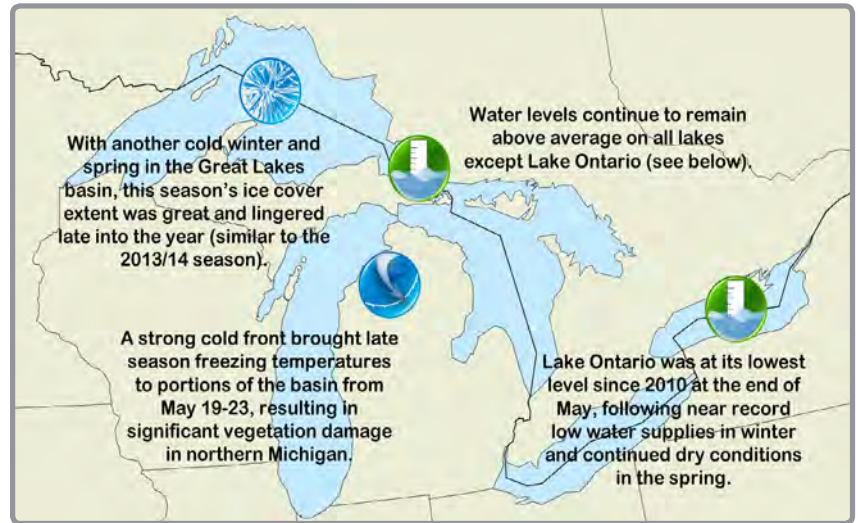 With another cold winter and
spring in the Great Lakes
basin, this season's ice cover
extent was great and lingered
late into the year (similar to the
2013/14 season).
Water levels continue to remain
above average on all lakes
except Lake Ontario (see below).
A strong cold front brought late
season freezing temperatures
to portions of the basin from
May 19-23, resulting in
significant vegetation damage
in northern Michigan.
Lake Ontario was at its lowest
level since 2010 at the end of
May, following near record
low water supplies in winter
and continued dry conditions
in the spring.